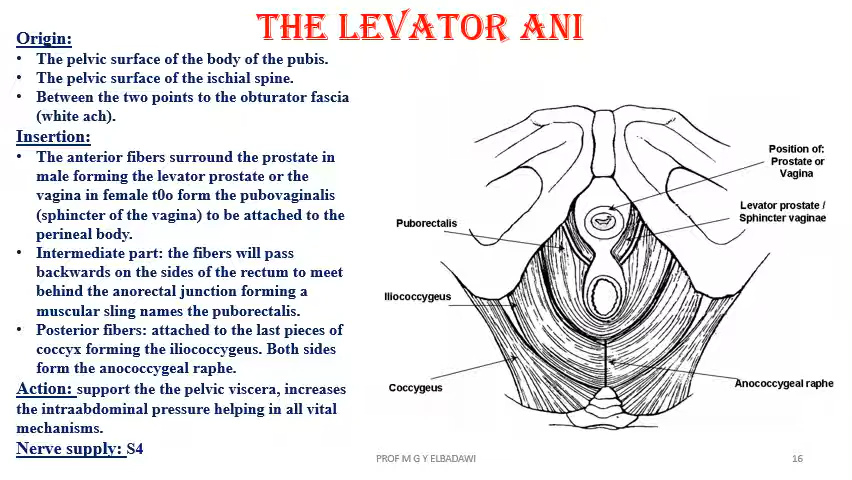 THE LEVATOR ANI
Origin:
• The pelvic surface of the body of the pubis.
• The pelvic surface of the ischial spine.
• Between the two points to the obturator fascia
(white ach).
Insertion:
• The anterior fibers surround the prostate in
male forming the levator prostate or the
vagina in female t0o form the pubovaginalis
(sphincter of the vagina) to be attached to the
perineal body.
• Intermediate part: the fibers will pass
backwards on the sides of the rectum to meet
behind the anorectal junction forming a
muscular sling names the puborectalis.
• Posterior fibers: attached to the last pieces of
coccyx forming the iliococcygeus. Both sides
form the anococcygeal raphe.
Action: support the the pelvic viscera, increases
the intraabdominal pressure helping in all vital
mechanisms.
Nerve supply: S4
Position of:
Prostate or
Vagina
Levator prostate /
Sphincter vaginae
Puborectalis
Iliococcygeus
Coccygeus
Anococcygeal raphe
PROF M G Y ELBADAWI
16